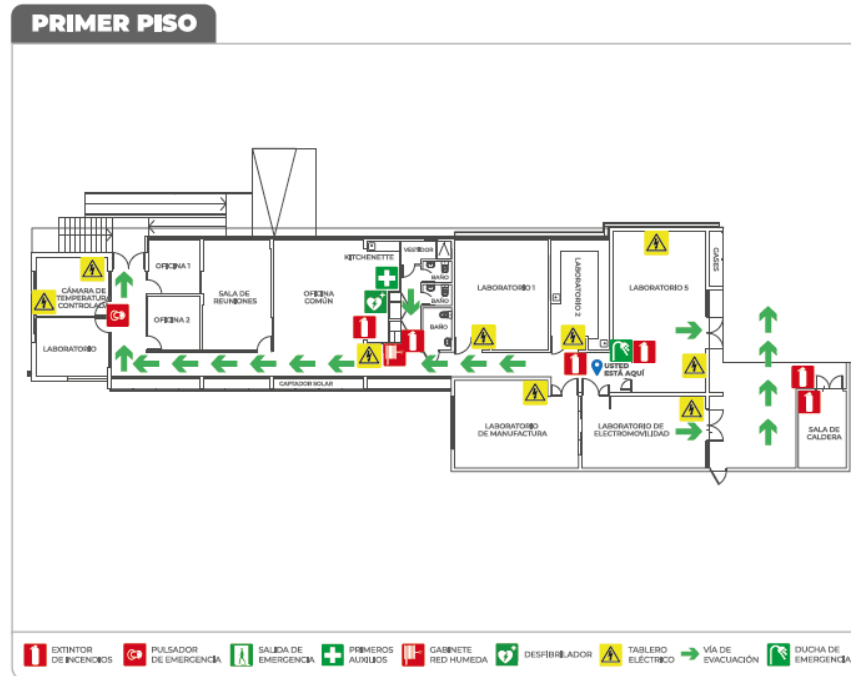 PRIMER PISO
KITCHENETTE
VESTIDOR
GASES
OFICINA 1
BAÑO
CÁMARA DE
TEMPERATURA
CONTROLADA
SALA DE
REUNIONES
OFICINA
COMÚN
LABORATORIO 1
LABORATORIO 2
LABORATORIO 5
BAÑO
OFICINA 2
BAÑO
LABORATORIO
USTED
ESTÁ AQUÍ
CAPTADOR SOLAR
LABORATORIO
DE MANUFACTURA
LABORATORIO DE
ELECTROMOVILIDAD
SALA DE
CALDERA
EXTINTOR
DE INCENDIOS
PULSADOR
DE EMERGENCIA
SALIDA DE
EMERGENCIA
PRIMEROS
AUXILIOS
GABINETE
RED HUMEDA
DESFIBRILADOR
TABLERO
ELÉCTRICO
VÍA DE
EVACUACIÓN
DUCHA DE
EMERGENCIA